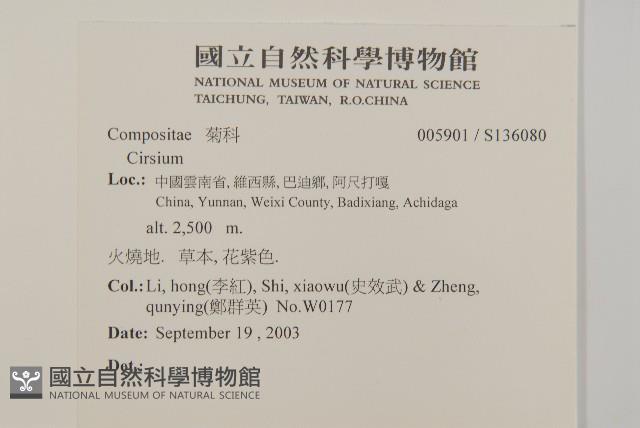 國立自然科學博物館
NATIONAL MUSEUM OF NATURAL SCIENCE
TAICHUNG, TAIWAN, R.O.CHINA
Compositae 菊科 005901 / S136080
Cirsium
Loc.: 中國雲南省, 維西縣, 巴迪鄉, 阿尺打嘎
China, Yunnan, Weixi County, Badixiang, Achidaga
alt. 2,500 m.
火燒地. 草本, 花紫色.
Col.: Li, hong(李紅), Shi, xiaowu(史效武) & Zheng,
qunying(鄭群英) No.W0177
Date: September 19 , 2003
Det.:
國立自然科學博物館
NATIONAL MUSEUM OF NATURAL SCIENCE